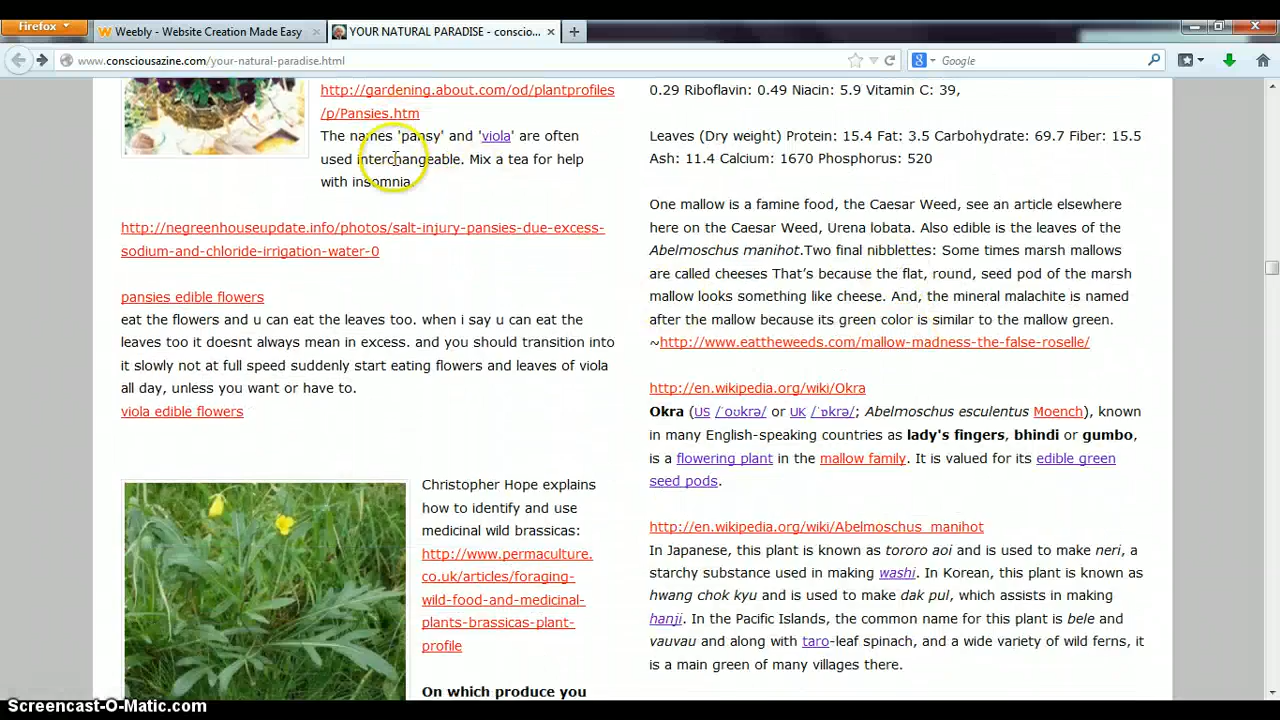 Firefox
Weebly - Website Creation Made Easy
YOUR NATURAL PARADISE - conscio...
www.consciousazine.com/your-natural-paradise.html
Google
http://gardening.about.com/od/plantprofiles
/p/Pansies.htm
The names 'pansy' and 'viola' are often
used interchangeable. Mix a tea for help
with insomnia.
http://negreenhouseupdate.info/photos/salt-injury-pansies-due-excess-
sodium-and-chloride-irrigation-water-0
pansies edible flowers
eat the flowers and u can eat the leaves too. when i say u can eat the
leaves too it doesnt always mean in excess. and you should transition into
it slowly not at full speed suddenly start eating flowers and leaves of viola
all day, unless you want or have to.
viola edible flowers
Christopher Hope explains
how to identify and use
medicinal wild brassicas:
http://www.permaculture.
co.uk/articles/foraging-
wild-food-and-medicinal-
plants-brassicas-plant-
profile
On which produce you
0.29 Riboflavin: 0.49 Niacin: 5.9 Vitamin C: 39,
Leaves (Dry weight) Protein: 15.4 Fat: 3.5 Carbohydrate: 69.7 Fiber: 15.5
Ash: 11.4 Calcium: 1670 Phosphorus: 520
One mallow is a famine food, the Caesar Weed, see an article elsewhere
here on the Caesar Weed, Urena lobata. Also edible is the leaves of the
Abelmoschus manihot.Two final nibblettes: Some times marsh mallows
are called cheeses That's because the flat, round, seed pod of the marsh
mallow looks something like cheese. And, the mineral malachite is named
after the mallow because its green color is similar to the mallow green.
~http://www.eattheweeds.com/mallow-madness-the-false-roselle/
http://en.wikipedia.org/wiki/Okra
Okra (US /ˈoʊkrə/ or UK /ˈɒkrə/; Abelmoschus esculentus Moench), known
in many English-speaking countries as lady's fingers, bhindi or gumbo,
is a flowering plant in the mallow family. It is valued for its edible green
seed pods.
http://en.wikipedia.org/wiki/Abelmoschus_manihot
In Japanese, this plant is known as tororo aoi and is used to make neri, a
starchy substance used in making washi. In Korean, this plant is known as
hwang chok kyu and is used to make dak pul, which assists in making
hanji. In the Pacific Islands, the common name for this plant is bele and
vauvau and along with taro-leaf spinach, and a wide variety of wild ferns, it
is a main green of many villages there.
Screencast-O-Matic.com